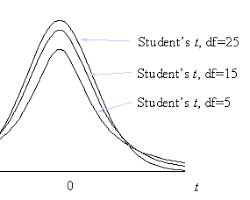 Student's t, df=25
Student's t, df=15
Student's t, df=5
0 t